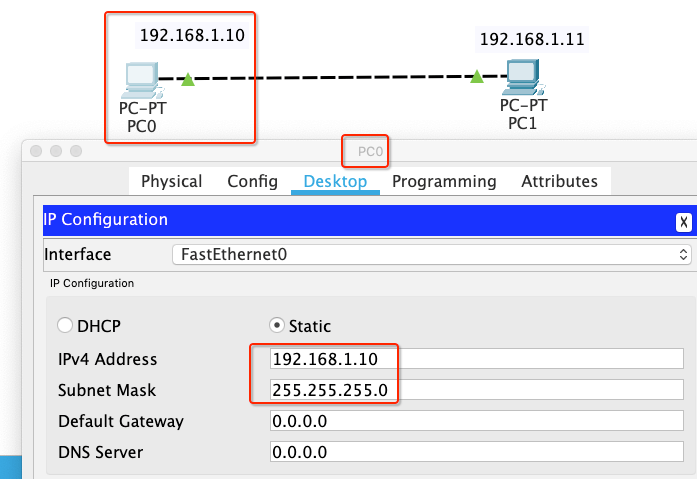 192.168.1.10
192.168.1.11
PC-PT
PC0
PC-PT
PC1
PC0
Physical Config Desktop Programming Attributes
IP Configuration X
Interface FastEthernet0
IP Configuration
DHCP Static
IPv4 Address 192.168.1.10
Subnet Mask 255.255.255.0
Default Gateway 0.0.0.0
DNS Server 0.0.0.0